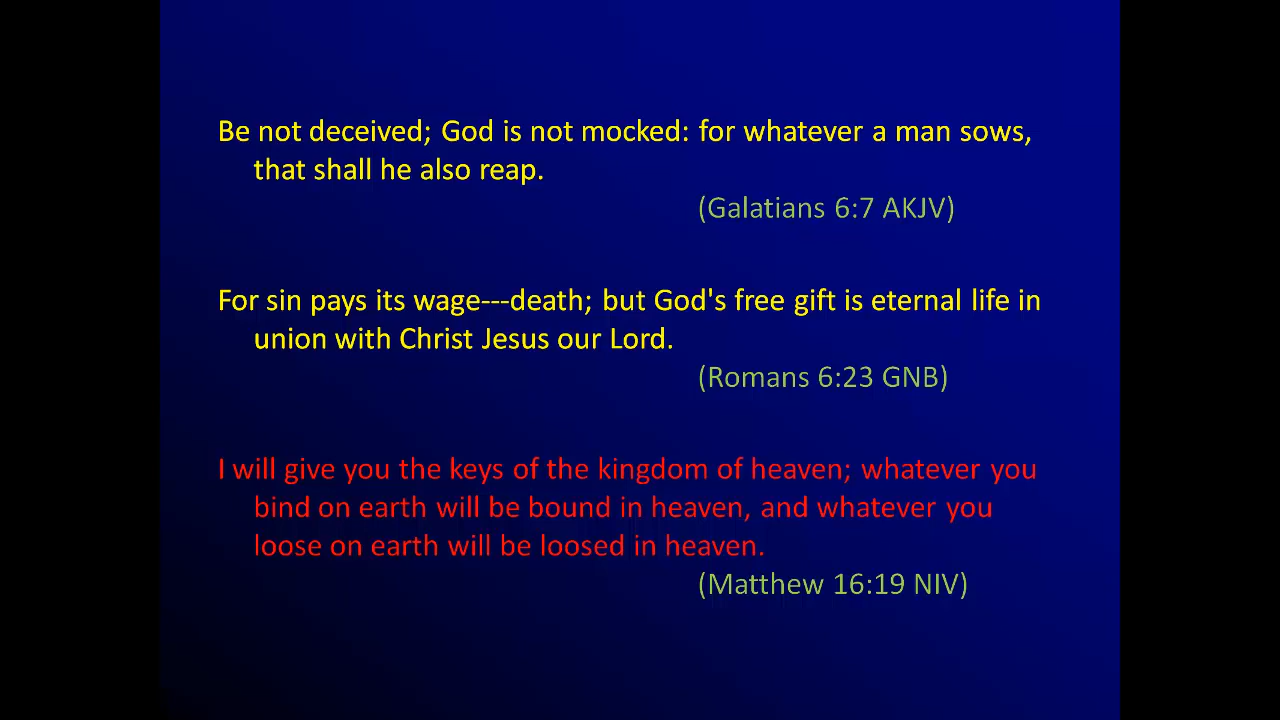 Be not deceived; God is not mocked: for whatever a man sows,
that shall he also reap.
(Galatians 6:7 AKJV)
For sin pays its wage---death; but God's free gift is eternal life in
union with Christ Jesus our Lord.
(Romans 6:23 GNB)
I will give you the keys of the kingdom of heaven; whatever you
bind on earth will be bound in heaven, and whatever you
loose on earth will be loosed in heaven.
(Matthew 16:19 NIV)